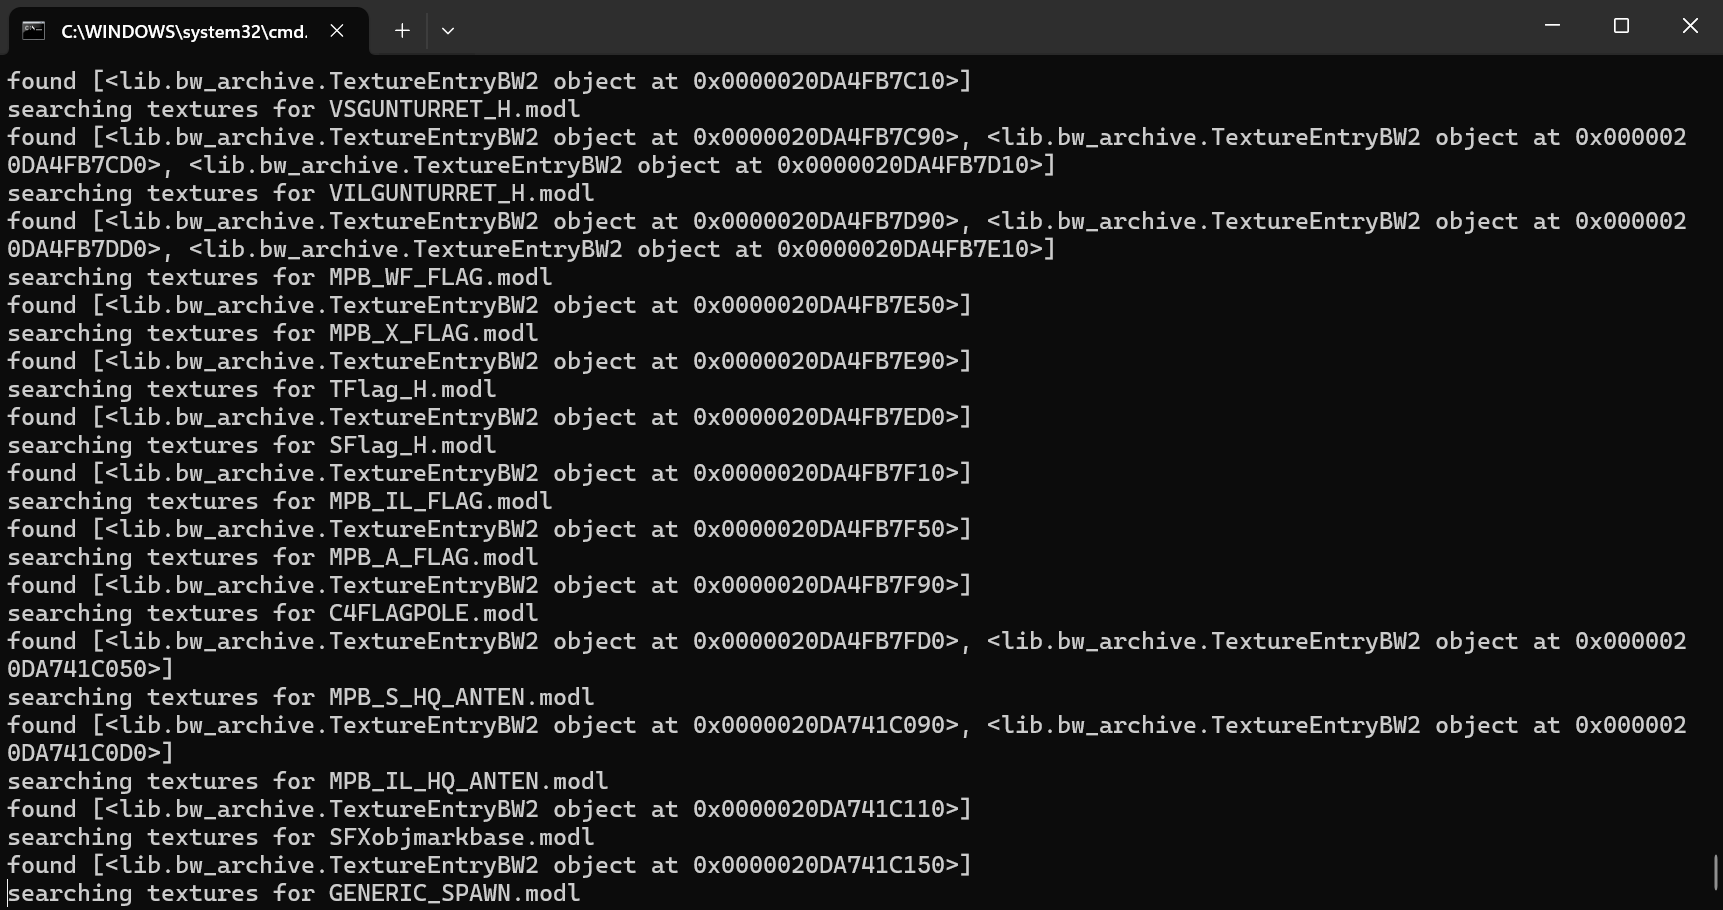 C:\WINDOWS\system32\cmd.
found [<lib.bw_archive.TextureEntryBW2 object at 0x0000020DA4FB7C10>]
searching textures for VSGUNTURRET_H.modl
found [<lib.bw_archive.TextureEntryBW2 object at 0x0000020DA4FB7C90>, <lib.bw_archive.TextureEntryBW2 object at 0x000002
0DA4FB7CD0>, <lib.bw_archive.TextureEntryBW2 object at 0x0000020DA4FB7D10>]
searching textures for VILGUNTURRET_H.modl
found [<lib.bw_archive.TextureEntryBW2 object at 0x0000020DA4FB7D90>, <lib.bw_archive.TextureEntryBW2 object at 0x000002
0DA4FB7DD0>, <lib.bw_archive.TextureEntryBW2 object at 0x0000020DA4FB7E10>]
searching textures for MPB_WF_FLAG.modl
found [<lib.bw_archive.TextureEntryBW2 object at 0x0000020DA4FB7E50>]
searching textures for MPB_X_FLAG.modl
found [<lib.bw_archive.TextureEntryBW2 object at 0x0000020DA4FB7E90>]
searching textures for TFlag_H.modl
found [<lib.bw_archive.TextureEntryBW2 object at 0x0000020DA4FB7ED0>]
searching textures for SFlag_H.modl
found [<lib.bw_archive.TextureEntryBW2 object at 0x0000020DA4FB7F10>]
searching textures for MPB_IL_FLAG.modl
found [<lib.bw_archive.TextureEntryBW2 object at 0x0000020DA4FB7F50>]
searching textures for MPB_A_FLAG.modl
found [<lib.bw_archive.TextureEntryBW2 object at 0x0000020DA4FB7F90>]
searching textures for C4FLAGPOLE.modl
found [<lib.bw_archive.TextureEntryBW2 object at 0x0000020DA4FB7FD0>, <lib.bw_archive.TextureEntryBW2 object at 0x000002
0DA741C050>]
searching textures for MPB_S_HQ_ANTEN.modl
found [<lib.bw_archive.TextureEntryBW2 object at 0x0000020DA741C090>, <lib.bw_archive.TextureEntryBW2 object at 0x000002
0DA741C0D0>]
searching textures for MPB_IL_HQ_ANTEN.modl
found [<lib.bw_archive.TextureEntryBW2 object at 0x0000020DA741C110>]
searching textures for SFXobjmarkbase.modl
found [<lib.bw_archive.TextureEntryBW2 object at 0x0000020DA741C150>]
searching textures for GENERIC_SPAWN.modl